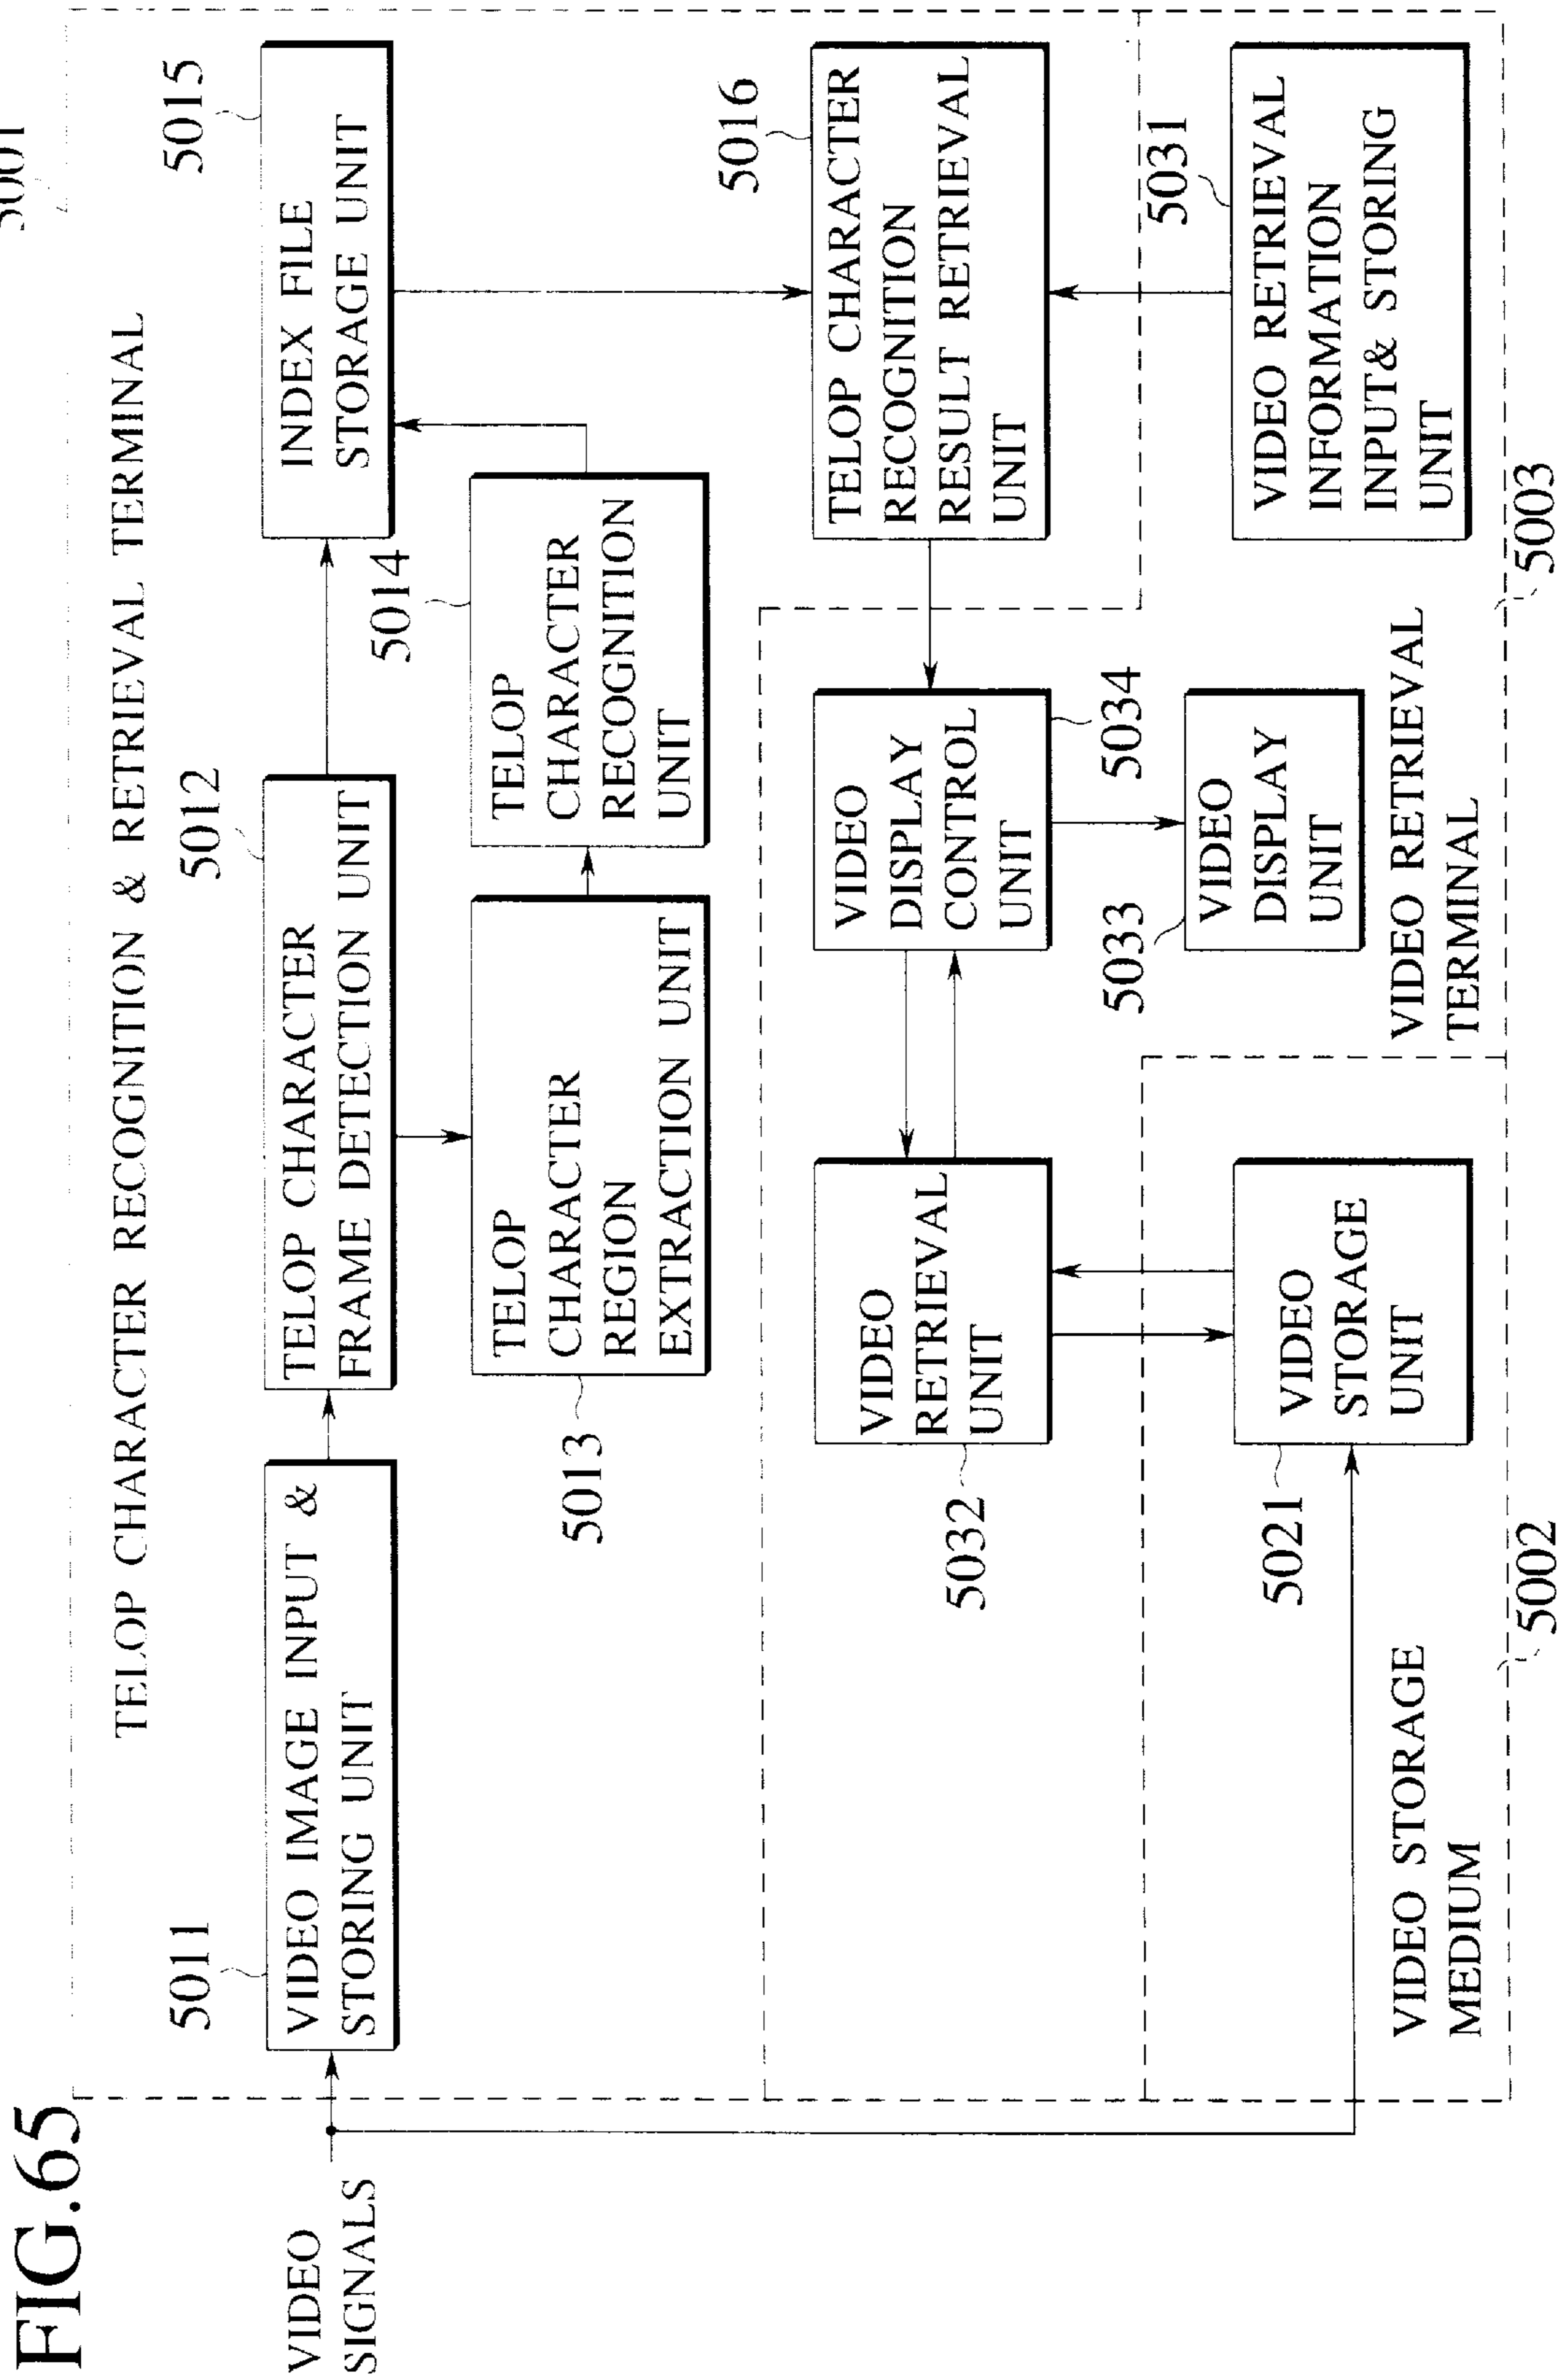 FIG.65
5001
TELOP CHARACTER RECOGNITION & RETRIEVAL TERMINAL
VIDEO
SIGNALS
5011
VIDEO IMAGE INPUT &
STORING UNIT
5012
TELOP CHARACTER
FRAME DETECTION UNIT
5015
INDEX FILE
STORAGE UNIT
5013
TELOP
CHARACTER
REGION
EXTRACTION UNIT
5014
TELOP
CHARACTER
RECOGNITION
UNIT
5016
TELOP CHARACTER
RECOGNITION
RESULT RETRIEVAL
UNIT
5032
VIDEO
RETRIEVAL
UNIT
VIDEO
DISPLAY
CONTROL
UNIT
5034
5033
VIDEO
DISPLAY
UNIT
5031
VIDEO RETRIEVAL
INFORMATION
INPUT& STORING
UNIT
5021
VIDEO
STORAGE
UNIT
VIDEO STORAGE
MEDIUM
5002
VIDEO RETRIEVAL
TERMINAL
5003